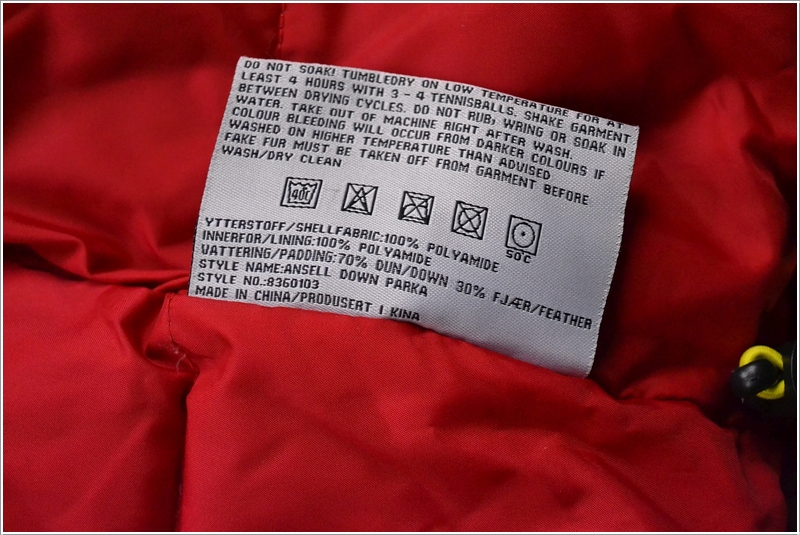 DO NOT SOAK! TUMBLEDRY ON LOW TEMPERATURE FOR AT
LEAST 4 HOURS WITH 3 - 4 TENNISBALLS. SHAKE GARMENT
BETWEEN DRYING CYCLES. DO NOT RUB, WRING OR SOAK IN
WATER. TAKE OUT OF MACHINE RIGHT AFTER WASH.
COLOUR BLEEDING WILL OCCUR FROM DARKER COLOURS IF
WASHED ON HIGHER TEMPERATURE THAN ADVISED
FAKE FUR MUST BE TAKEN OFF FROM GARMENT BEFORE
WASH/DRY CLEAN
40
50°C
YTTERSTOFF/SHELLFABRIC:100% POLYAMIDE
INNERFOR/LINING:100% POLYAMIDE
VATTERING/PADDING:70% DUN/DOWN 30% FJÆR/FEATHER
STYLE NAME:ANSELL DOWN PARKA
STYLE NO.:8360103
MADE IN CHINA/PRODUSERT I KINA